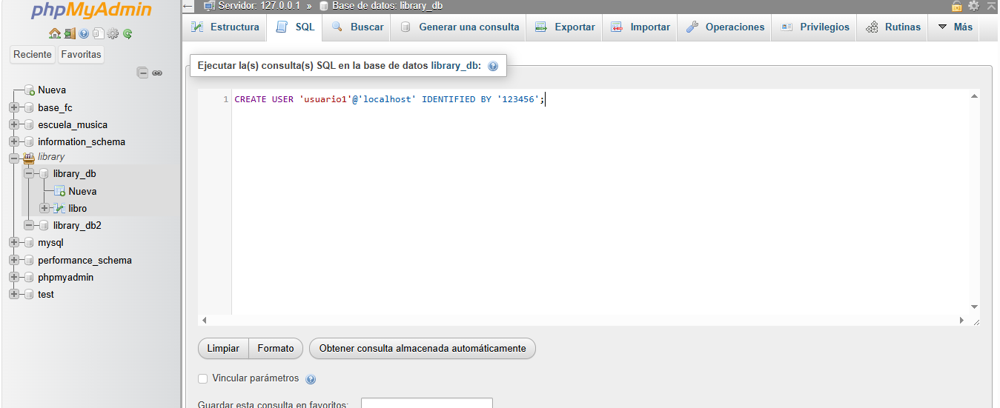 phpMyAdmin
Reciente Favoritas
Nueva
base_fc
escuela_musica
information_schema
library
library_db
Nueva
libro
library_db2
mysql
performance_schema
phpmyadmin
test
Servidor: 127.0.0.1 » Base de datos: library_db
Estructura SQL Buscar Generar una consulta Exportar Importar Operaciones Privilegios Rutinas Más
Ejecutar la(s) consulta(s) SQL en la base de datos library_db:
1 CREATE USER 'usuario1'@'localhost' IDENTIFIED BY '123456';
Limpiar Formato Obtener consulta almacenada automáticamente
Vincular parámetros
Guardar esta consulta en favoritos: